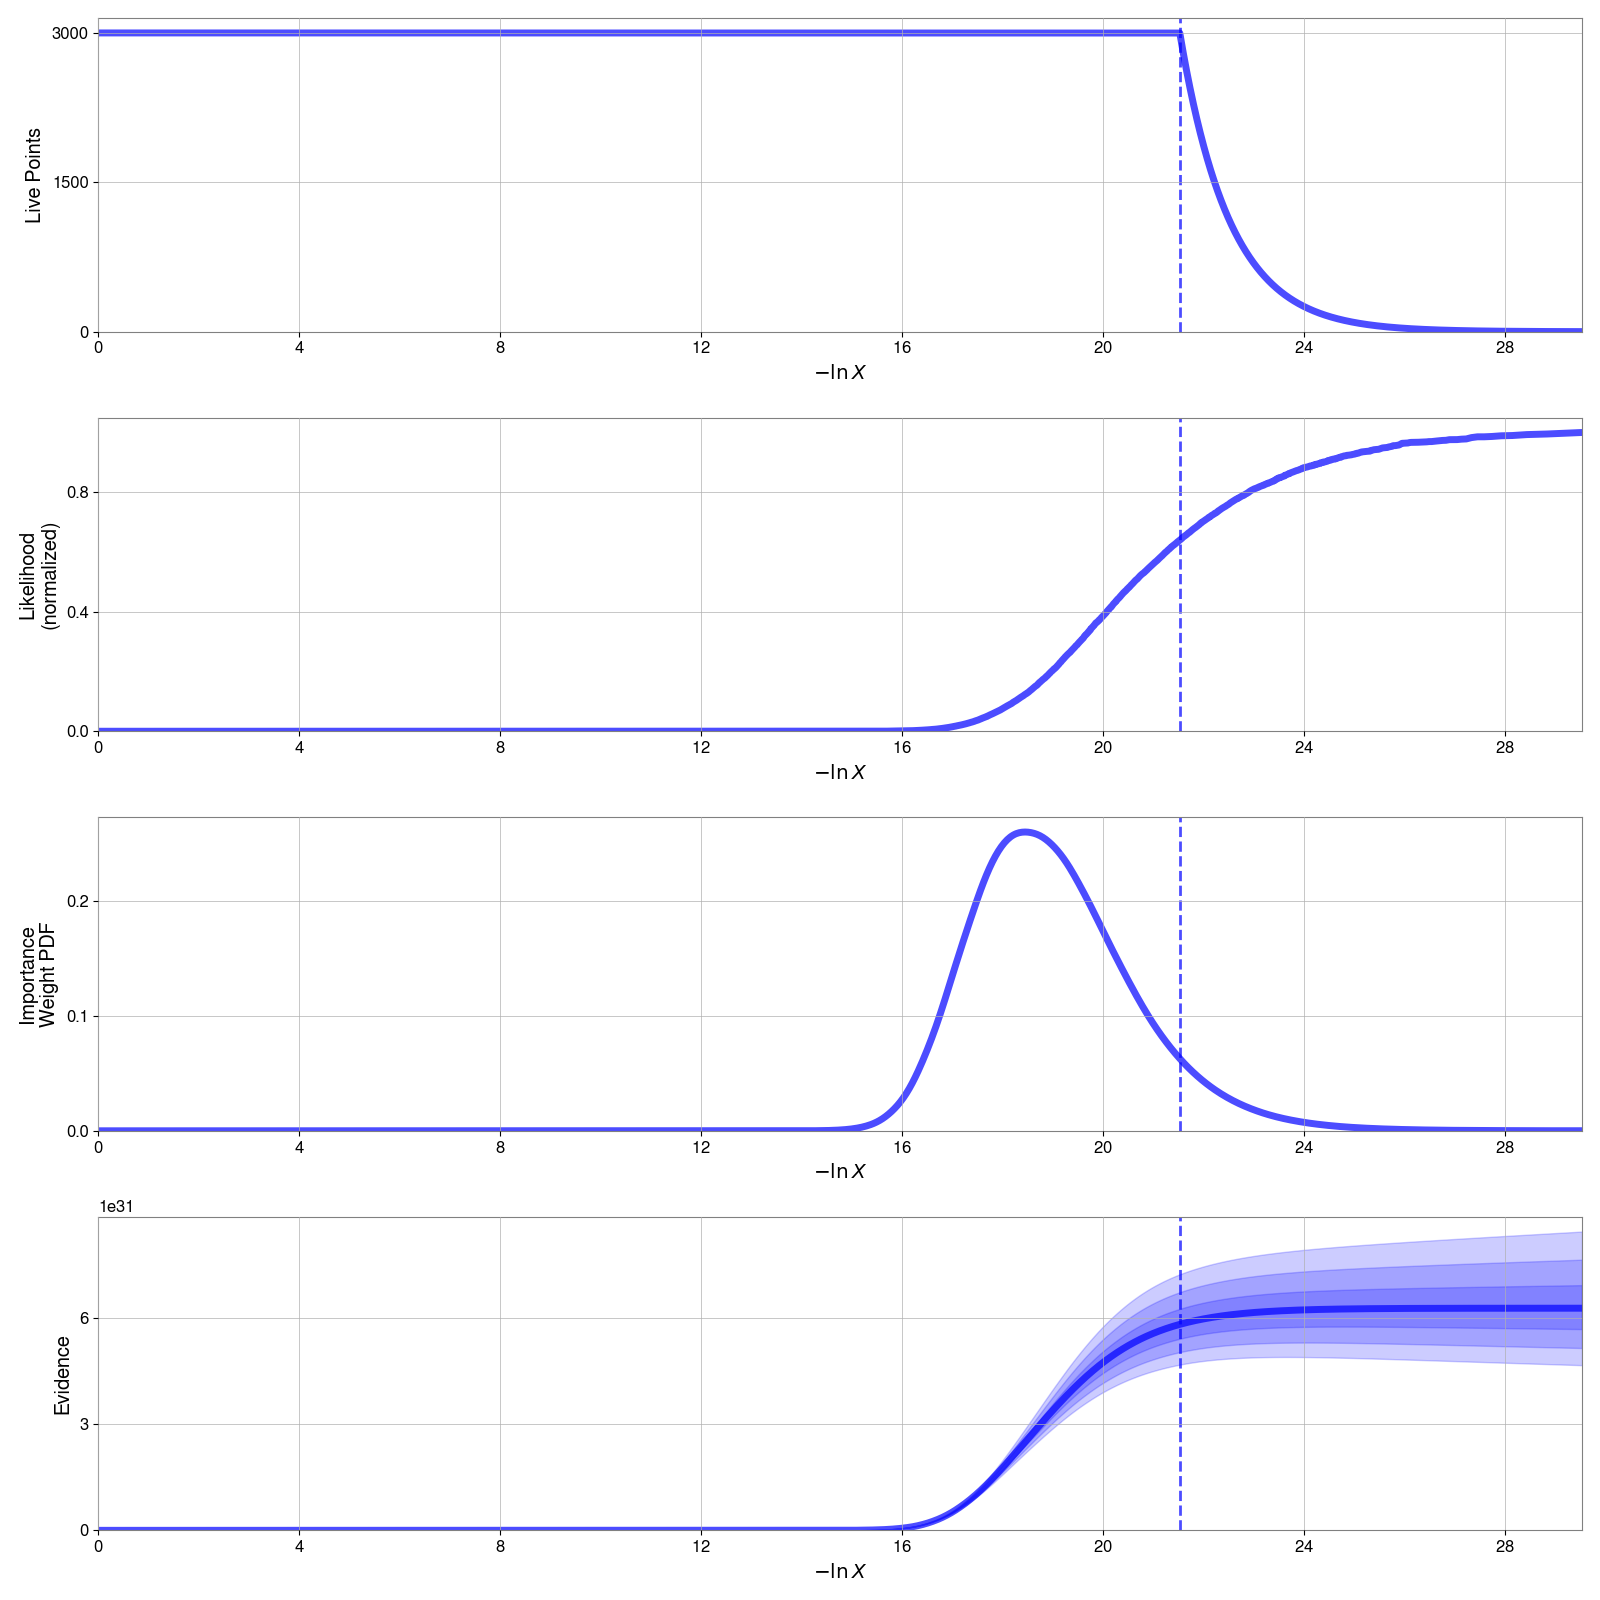 3000
1500
0
Live Points
0 4 8 12 16 20 24 28
−ln X
0.8
0.4
0.0
Likelihood
(normalized)
0 4 8 12 16 20 24 28
−ln X
0.2
0.1
0.0
Importance
Weight PDF
0 4 8 12 16 20 24 28
−ln X
1e31
6
3
0
Evidence
0 4 8 12 16 20 24 28
−ln X